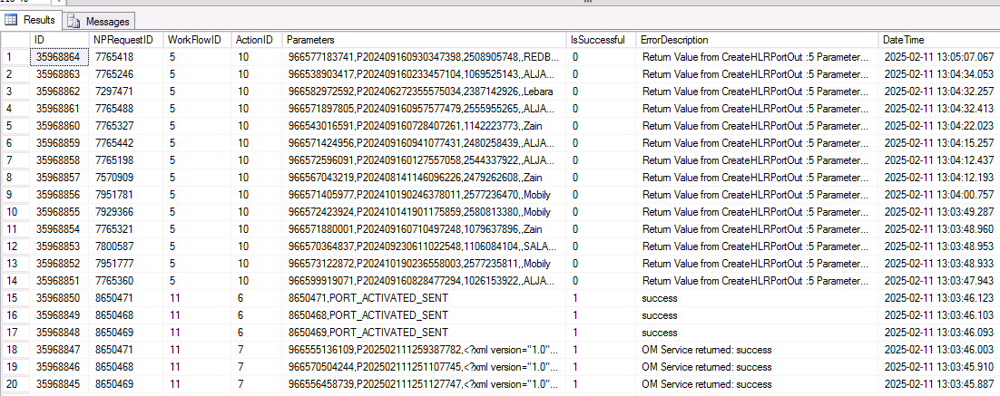 Results Messages
ID NPRequestID WorkFlowID ActionID Parameters IsSuccessful ErrorDescription DateTime
1 35968864 7765418 5 10 966577183741,P202409160930347398,2508905748,,REDB... 0 Return Value from CreateHLRPortOut :5 Parameter... 2025-02-11 13:05:07.067
2 35968863 7765246 5 10 966538903417,P202409160233457104,1069525143,,ALJA... 0 Return Value from CreateHLRPortOut :5 Parameter... 2025-02-11 13:04:34.053
3 35968862 7297471 5 10 966582972592,P202406272355575034,2387142926,,Lebara 0 Return Value from CreateHLRPortOut :5 Parameter... 2025-02-11 13:04:32.257
4 35968861 7765488 5 10 966571897805,P202409160957577479,2555955265,,ALJA... 0 Return Value from CreateHLRPortOut :5 Parameter... 2025-02-11 13:04:32.413
5 35968860 7765327 5 10 966543016591,P202409160728407261,1142223773,,Zain 0 Return Value from CreateHLRPortOut :5 Parameter... 2025-02-11 13:04:22.023
6 35968859 7765442 5 10 966571424956,P202409160941077431,2480258439,,ALJA... 0 Return Value from CreateHLRPortOut :5 Parameter... 2025-02-11 13:04:15.257
7 35968858 7765198 5 10 966572596091,P202409160127557058,2544337922,,ALJA... 0 Return Value from CreateHLRPortOut :5 Parameter... 2025-02-11 13:04:12.437
8 35968857 7570909 5 10 966567043219,P202408141146096226,2479262608,,Zain 0 Return Value from CreateHLRPortOut :5 Parameter... 2025-02-11 13:04:12.193
9 35968856 7951781 5 10 966571405977,P202410190246378011,2577236470,,Mobily 0 Return Value from CreateHLRPortOut :5 Parameter... 2025-02-11 13:04:00.757
10 35968855 7929366 5 10 966572423924,P202410141901175859,2580813380,,Mobily 0 Return Value from CreateHLRPortOut :5 Parameter... 2025-02-11 13:03:49.287
11 35968854 7765321 5 10 966571880001,P202409160710497248,1079637896,,Zain 0 Return Value from CreateHLRPortOut :5 Parameter... 2025-02-11 13:03:48.960
12 35968853 7800587 5 10 966570364837,P202409230611022548,1106084104,,SALA... 0 Return Value from CreateHLRPortOut :5 Parameter... 2025-02-11 13:03:48.953
13 35968852 7951777 5 10 966573122872,P202410190236558003,2577235811,,Mobily 0 Return Value from CreateHLRPortOut :5 Parameter... 2025-02-11 13:03:48.933
14 35968851 7765360 5 10 966599919071,P202409160828477294,1026153922,,ALJA... 0 Return Value from CreateHLRPortOut :5 Parameter... 2025-02-11 13:03:47.943
15 35968850 8650471 11 6 8650471,PORT_ACTIVATED_SENT 1 success 2025-02-11 13:03:46.123
16 35968849 8650468 11 6 8650468,PORT_ACTIVATED_SENT 1 success 2025-02-11 13:03:46.103
17 35968848 8650469 11 6 8650469,PORT_ACTIVATED_SENT 1 success 2025-02-11 13:03:46.093
18 35968847 8650471 11 7 966555136109,P202502111259387782,<?xml version="1.0"... 1 OM Service returned: success 2025-02-11 13:03:46.003
19 35968846 8650468 11 7 966570504244,P202502111251107745,<?xml version="1.0"... 1 OM Service returned: success 2025-02-11 13:03:45.910
20 35968845 8650469 11 7 966556458739,P202502111251127747,<?xml version="1.0"... 1 OM Service returned: success 2025-02-11 13:03:45.887